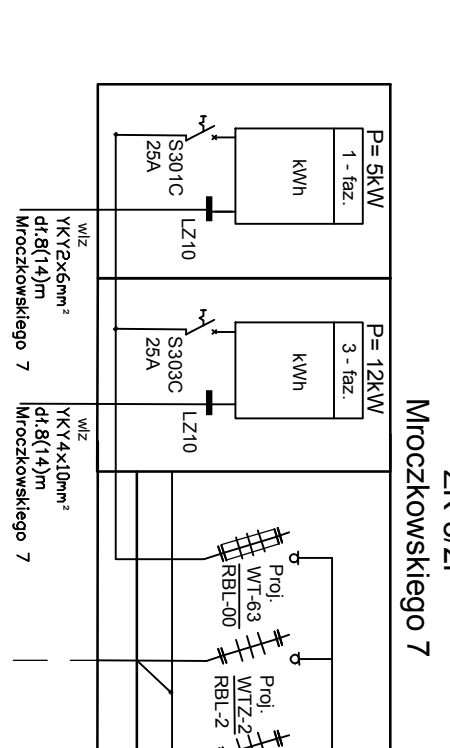 Mroczkowskiego 7
P= 5kW
1 - faz.
kWh
S301C
25A
LZ10
wlz
YKY2x6mm²
dł.8(14)m
Mroczkowskiego 7
P= 12kW
3 - faz.
kWh
S303C
25A
LZ10
wlz
YKY4x10mm²
dł.8(14)m
Mroczkowskiego 7
Proj.
WT-63
RBL-00
Proj.
WTZ-2
RBL-2